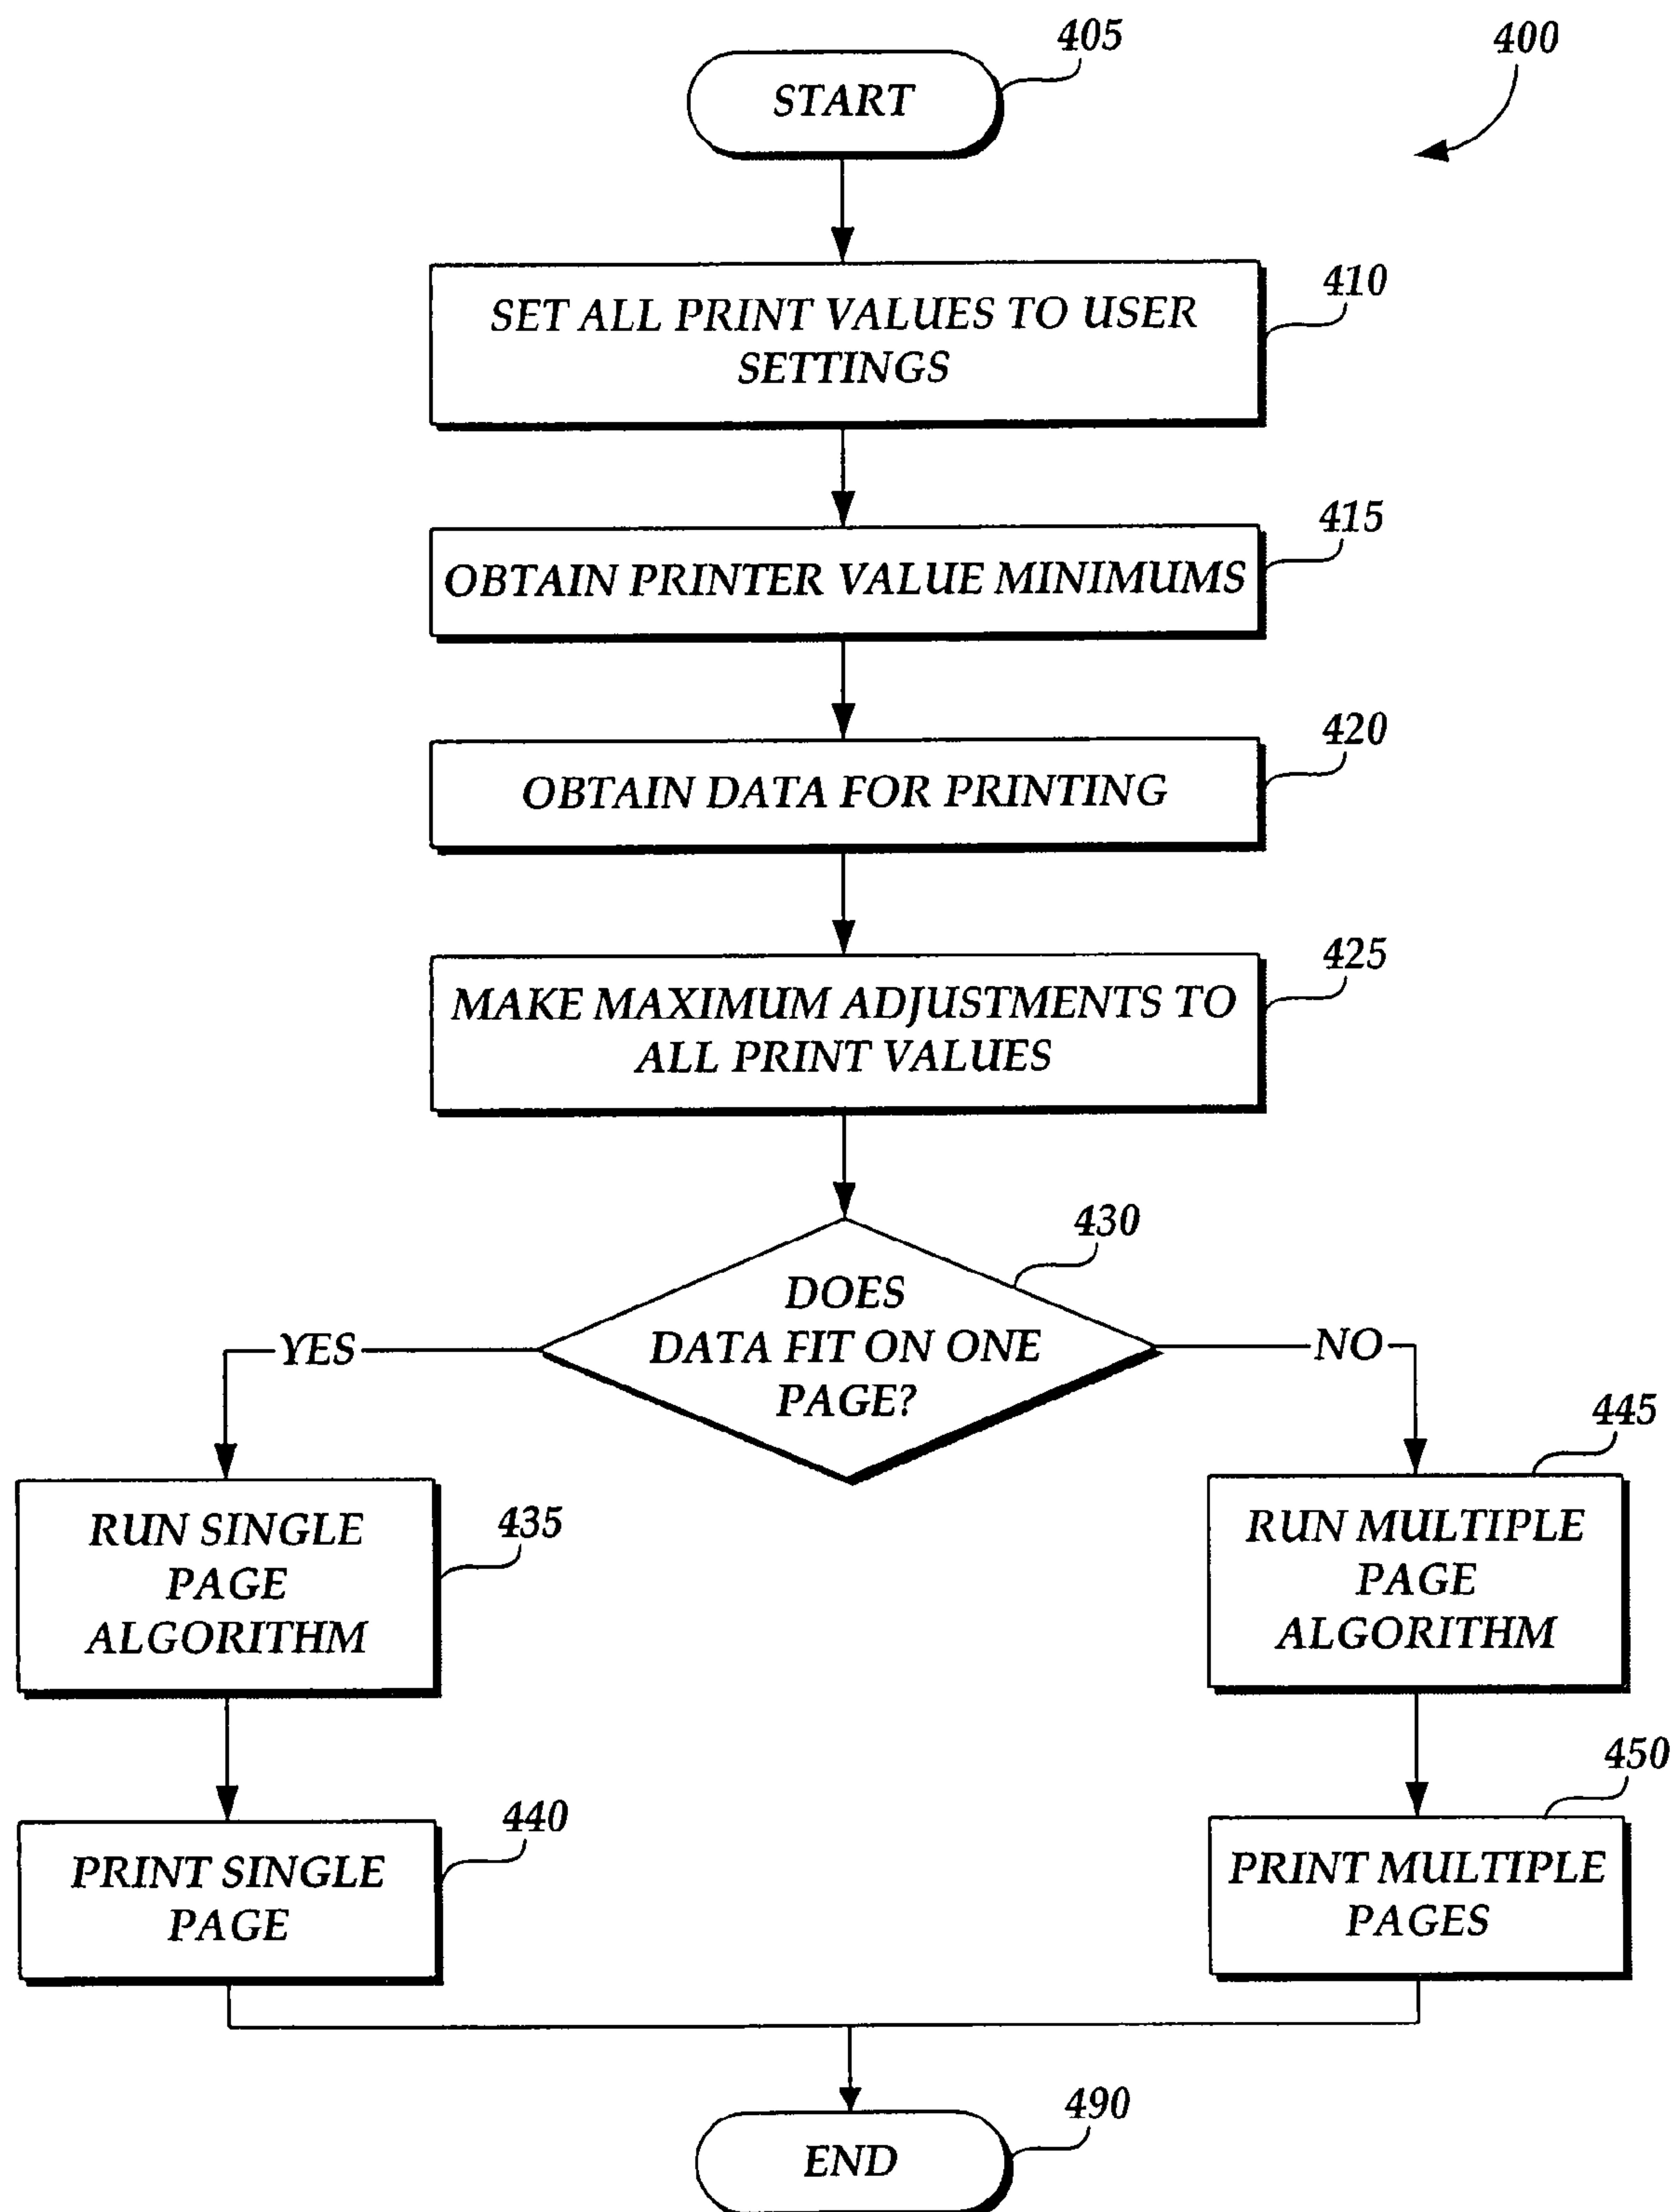 405
400
START
410
SET ALL PRINT VALUES TO USER
SETTINGS
415
OBTAIN PRINTER VALUE MINIMUMS
420
OBTAIN DATA FOR PRINTING
425
MAKE MAXIMUM ADJUSTMENTS TO
ALL PRINT VALUES
430
DOES
DATA FIT ON ONE
PAGE?
YES
NO
435
RUN SINGLE
PAGE
ALGORITHM
445
RUN MULTIPLE
PAGE
ALGORITHM
440
PRINT SINGLE
PAGE
450
PRINT MULTIPLE
PAGES
490
END